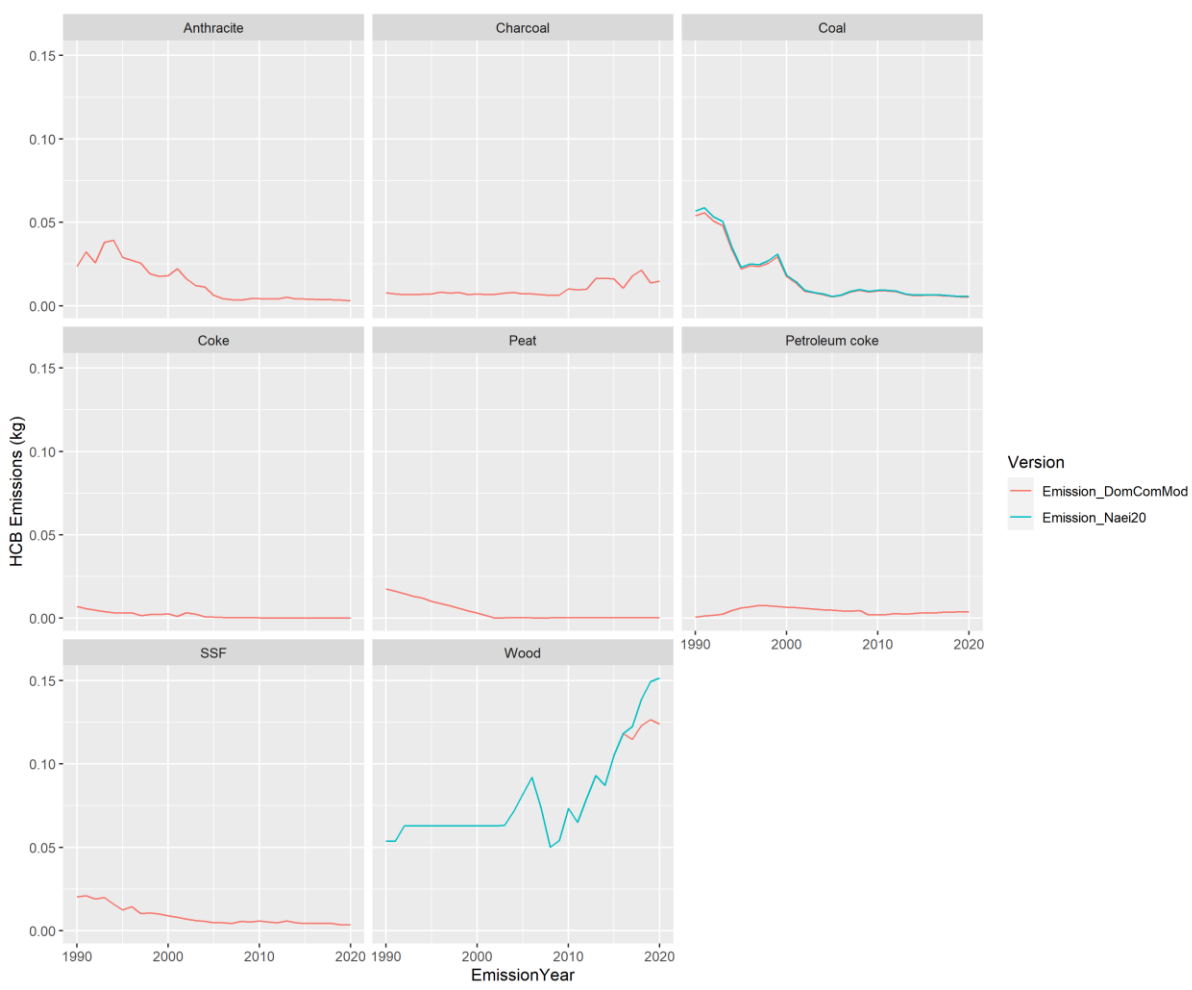 Anthracite Charcoal Coal
0.15
0.10
0.05
0.00
Coke Peat Petroleum coke
0.15
0.10
0.05
0.00
1990 2000 2010 2020
SSF Wood
0.15
0.10
0.05
0.00
1990 2000 2010 2020 1990 2000 2010 2020
EmissionYear
HCB Emissions (kg)
Version
Emission_DomComMod
Emission_Naei20